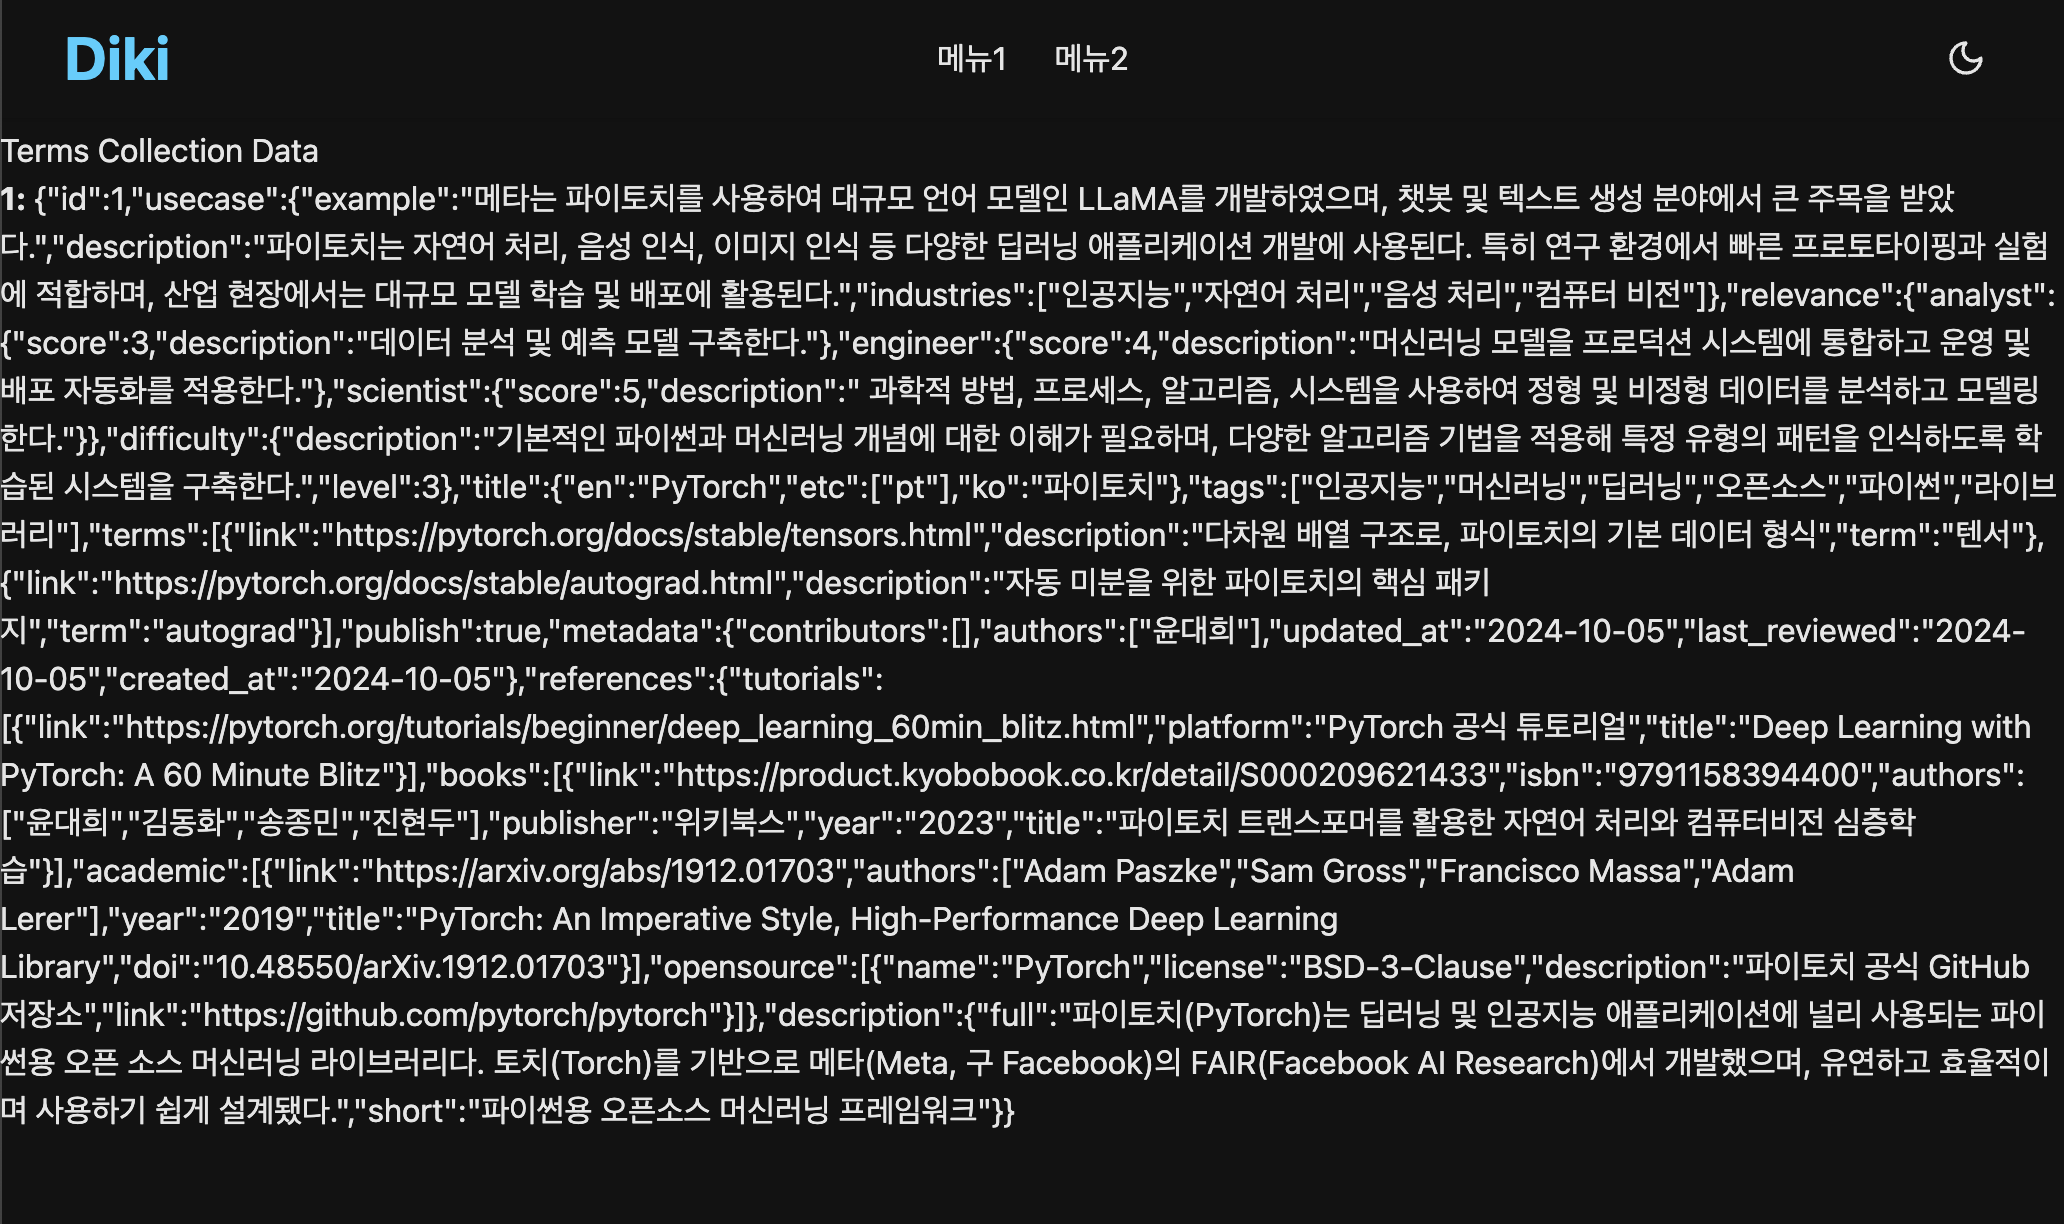 Diki
메뉴1 메뉴2
Terms Collection Data
1: {"id":1,"usecase":{"example":"메타는 파이토치를 사용하여 대규모 언어 모델인 LLaMA를 개발하였으며, 챗봇 및 텍스트 생성 분야에서 큰 주목을 받았
다.","description":"파이토치는 자연어 처리, 음성 인식, 이미지 인식 등 다양한 딥러닝 애플리케이션 개발에 사용된다. 특히 연구 환경에서 빠른 프로토타이핑과 실험
에 적합하며, 산업 현장에서는 대규모 모델 학습 및 배포에 활용된다.","industries":["인공지능","자연어 처리","음성 처리","컴퓨터 비전"]},"relevance":{"analyst":
{"score":3,"description":"데이터 분석 및 예측 모델 구축한다."},"engineer":{"score":4,"description":"머신러닝 모델을 프로덕션 시스템에 통합하고 운영 및
배포 자동화를 적용한다."},"scientist":{"score":5,"description":" 과학적 방법, 프로세스, 알고리즘, 시스템을 사용하여 정형 및 비정형 데이터를 분석하고 모델링
한다."}},"difficulty":{"description":"기본적인 파이썬과 머신러닝 개념에 대한 이해가 필요하며, 다양한 알고리즘 기법을 적용해 특정 유형의 패턴을 인식하도록 학
습된 시스템을 구축한다.","level":3},"title":{"en":"PyTorch","etc":["pt"],"ko":"파이토치"},"tags":["인공지능","머신러닝","딥러닝","오픈소스","파이썬","라이브
러리"],"terms":[{"link":"https://pytorch.org/docs/stable/tensors.html","description":"다차원 배열 구조로, 파이토치의 기본 데이터 형식","term":"텐서"},
{"link":"https://pytorch.org/docs/stable/autograd.html","description":"자동 미분을 위한 파이토치의 핵심 패키
지","term":"autograd"}],"publish":true,"metadata":{"contributors":[],"authors":["윤대희"],"updated_at":"2024-10-05","last_reviewed":"2024-
10-05","created_at":"2024-10-05"},"references":{"tutorials":
[{"link":"https://pytorch.org/tutorials/beginner/deep_learning_60min_blitz.html","platform":"PyTorch 공식 튜토리얼","title":"Deep Learning with
PyTorch: A 60 Minute Blitz"}],"books":[{"link":"https://product.kyobobook.co.kr/detail/S000209621433","isbn":"9791158394400","authors":
["윤대희","김동화","송종민","진현두"],"publisher":"위키북스","year":"2023","title":"파이토치 트랜스포머를 활용한 자연어 처리와 컴퓨터비전 심층학
습"}],"academic":[{"link":"https://arxiv.org/abs/1912.01703","authors":["Adam Paszke","Sam Gross","Francisco Massa","Adam
Lerer"],"year":"2019","title":"PyTorch: An Imperative Style, High-Performance Deep Learning
Library","doi":"10.48550/arXiv.1912.01703"}],"opensource":[{"name":"PyTorch","license":"BSD-3-Clause","description":"파이토치 공식 GitHub
저장소","link":"https://github.com/pytorch/pytorch"}]},"description":{"full":"파이토치(PyTorch)는 딥러닝 및 인공지능 애플리케이션에 널리 사용되는 파이
썬용 오픈 소스 머신러닝 라이브러리다. 토치(Torch)를 기반으로 메타(Meta, 구 Facebook)의 FAIR(Facebook AI Research)에서 개발했으며, 유연하고 효율적이
며 사용하기 쉽게 설계됐다.","short":"파이썬용 오픈소스 머신러닝 프레임워크"}}